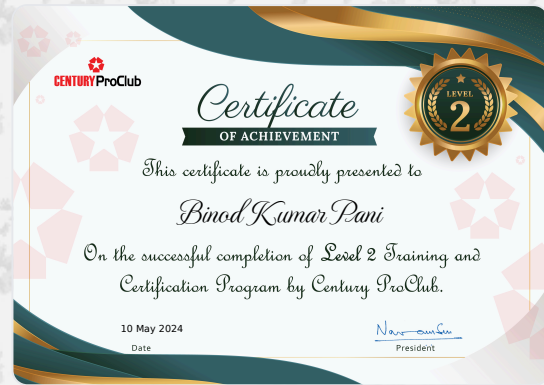 CENTURY ProClub
Certificate
OF ACHIEVEMENT
LEVEL
2
This certificate is proudly presented to
Binod Kumar Pani
On the successful completion of Level 2 Training and
Certification Program by Century ProClub.
10 May 2024
Date
President